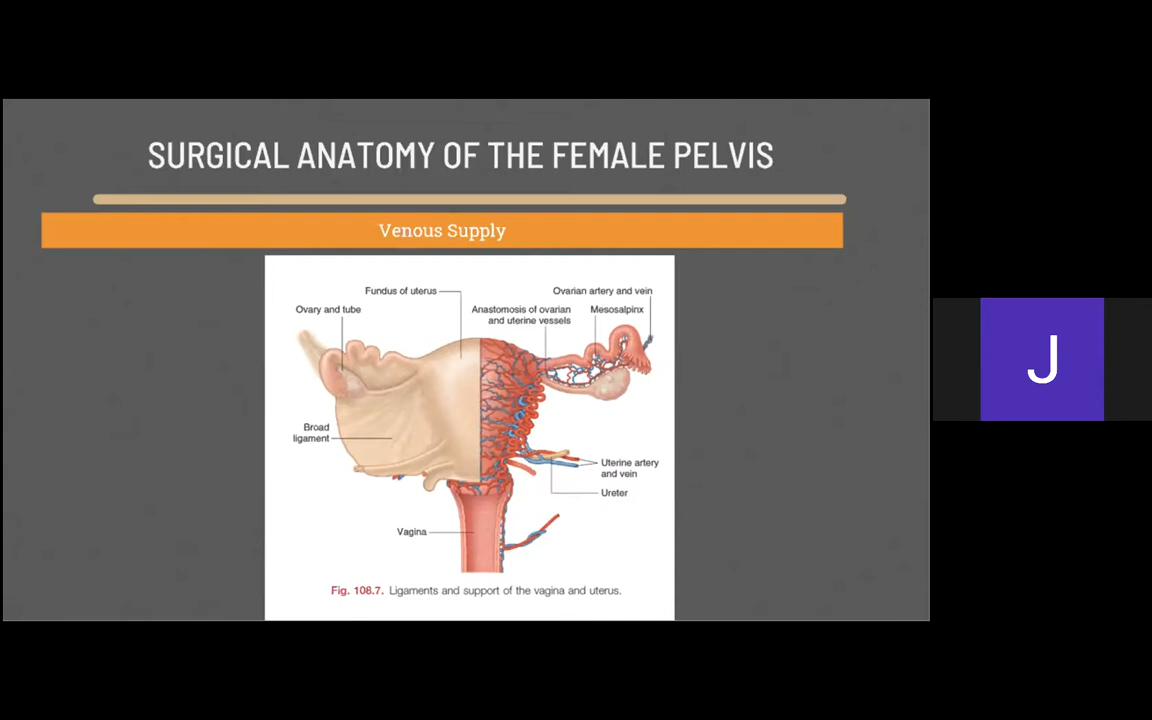 SURGICAL ANATOMY OF THE FEMALE PELVIS
Venous Supply
Fundus of uterus
Ovarian artery and vein
Ovary and tube
Anastomosis of ovarian
and uterine vessels
Mesosalpinx
Broad
ligament
Uterine artery
and vein
Ureter
Vagina
Fig. 108.7. Ligaments and support of the vagina and uterus.
J